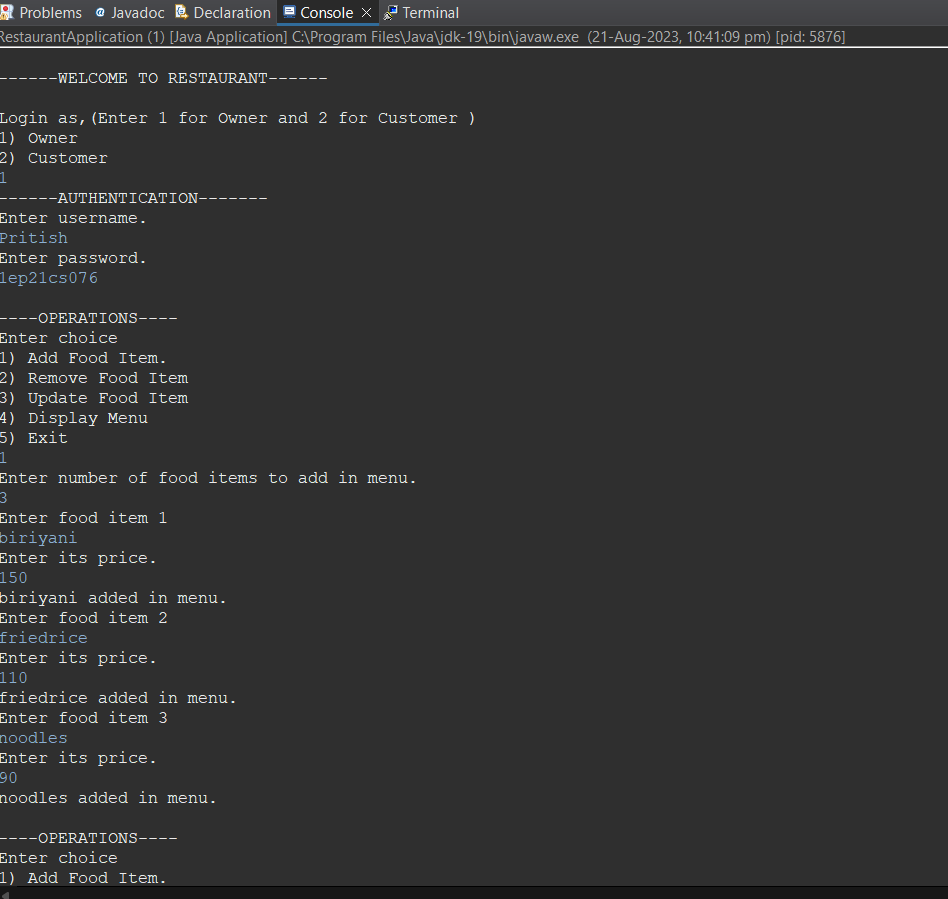 Problems Javadoc Declaration Console Terminal
RestaurantApplication (1) [Java Application] C:\Program Files\Java\jdk-19\bin\javaw.exe (21-Aug-2023, 10:41:09 pm) [pid: 5876]
------WELCOME TO RESTAURANT------
Login as,(Enter 1 for Owner and 2 for Customer )
1) Owner
2) Customer
1
------AUTHENTICATION-------
Enter username.
Pritish
Enter password.
1ep21cs076
----OPERATIONS----
Enter choice
1) Add Food Item.
2) Remove Food Item
3) Update Food Item
4) Display Menu
5) Exit
1
Enter number of food items to add in menu.
3
Enter food item 1
biriyani
Enter its price.
150
biriyani added in menu.
Enter food item 2
friedrice
Enter its price.
110
friedrice added in menu.
Enter food item 3
noodles
Enter its price.
90
noodles added in menu.
----OPERATIONS----
Enter choice
1) Add Food Item.